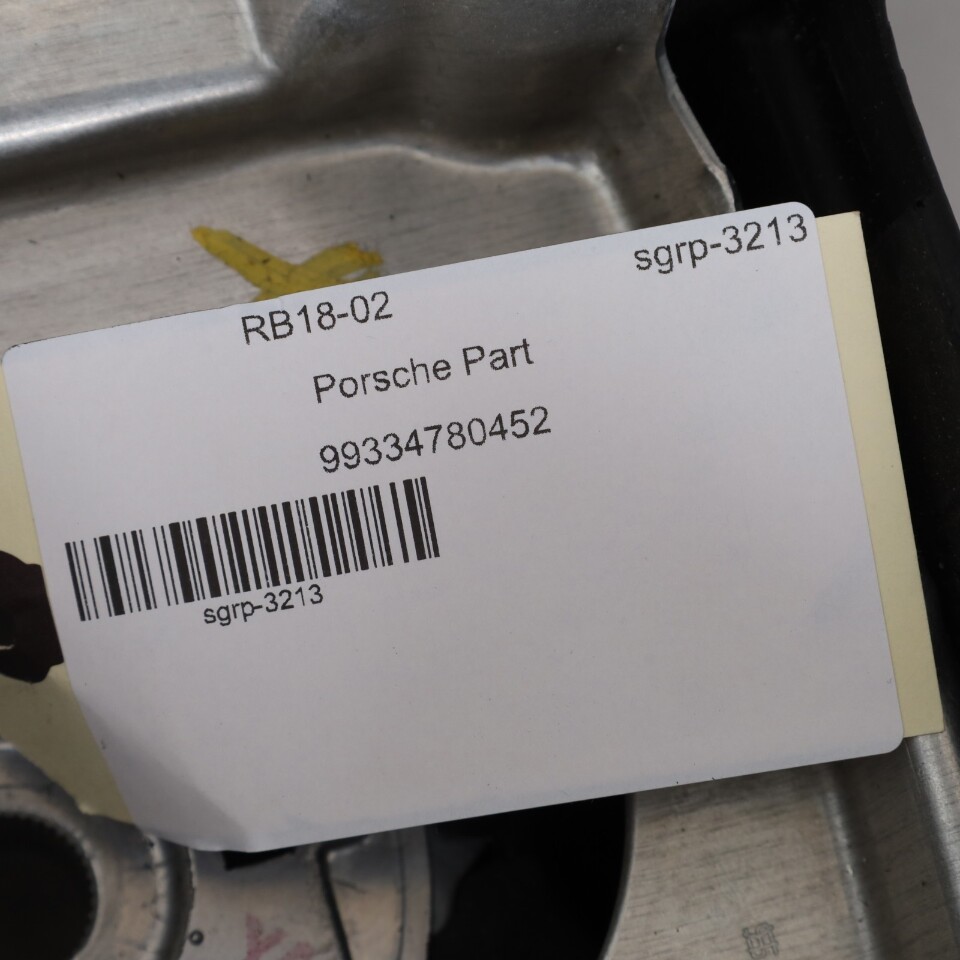 sgrp-3213
RB18-02
Porsche Part
99334780452
sgrp-3213